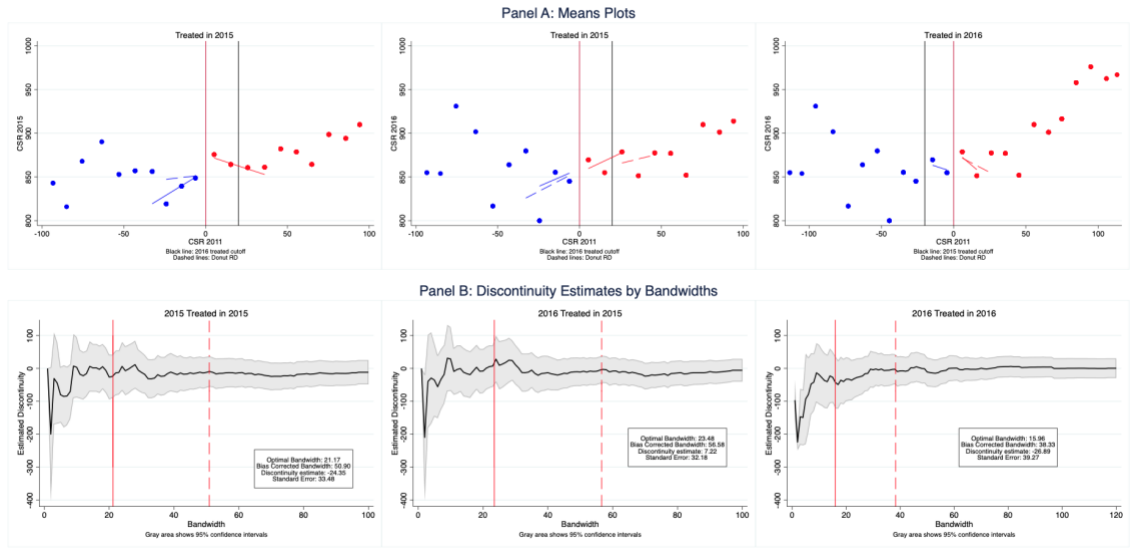 Panel A: Means Plots
Treated in 2015
CSR 2015
1000
950
900
850
800
-100
-50
0
50
100
CSR 2011
Black line: 2016 treated cutoff
Dashed lines: Donut RD
Treated in 2015
CSR 2016
1000
950
900
850
800
-100
-50
0
50
100
CSR 2011
Black line: 2016 treated cutoff
Dashed lines: Donut RD
Treated in 2016
CSR 2016
1000
950
900
850
800
-100
-50
0
50
100
CSR 2011
Black line: 2015 treated cutoff
Dashed lines: Donut RD
Panel B: Discontinuity Estimates by Bandwidths
2015 Treated in 2015
Estimated Discontinuity
100
0
-100
-200
-300
-400
Optimal Bandwidth: 21.17
Bias Corrected Bandwidth: 50.90
Discontinuity estimate: -24.35
Standard Error: 33.48
0
20
40
60
80
100
Bandwidth
Gray area shows 95% confidence intervals
2016 Treated in 2015
Estimated Discontinuity
100
0
-100
-200
-300
-400
Optimal Bandwidth: 23.48
Bias Corrected Bandwidth: 56.58
Discontinuity estimate: 7.22
Standard Error: 32.18
0
20
40
60
80
100
Bandwidth
Gray area shows 95% confidence intervals
2016 Treated in 2016
Estimated Discontinuity
100
0
-100
-200
-300
-400
Optimal Bandwidth: 15.96
Bias Corrected Bandwidth: 38.33
Discontinuity estimate: -26.89
Standard Error: 39.27
0
20
40
60
80
100
120
Bandwidth
Gray area shows 95% confidence intervals